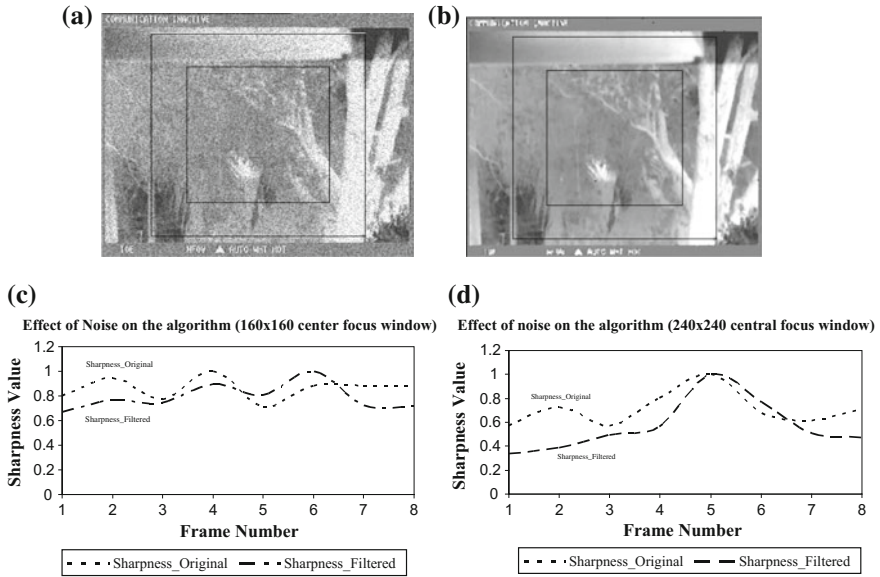 (a)
COMMUNICATION INACTIVE
NFOV ▲ AUTO WHT HOT
(b)
COMMUNICATION INACTIVE
▲ AUTO WHT
(c)
Effect of Noise on the algorithm (160x160 center focus window)
Sharpness Value
1.2
1
0.8
0.6
0.4
0.2
0
Sharpness_Original
Sharpness_Filtered
1 2 3 4 5 6 7 8
Frame Number
Sharpness_Original Sharpness_Filtered
(d)
Effect of noise on the algorithm (240x240 central focus window)
Sharpness Value
1.2
1
0.8
0.6
0.4
0.2
0
Sharpness_Original
Sharpness_Filtered
1 2 3 4 5 6 7 8
Frame Number
Sharpness_Original Sharpness_Filtered